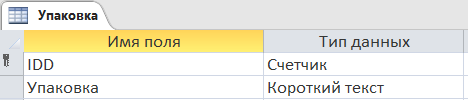 Упаковка
Имя поля Тип данных
IDD Счетчик
Упаковка Короткий текст